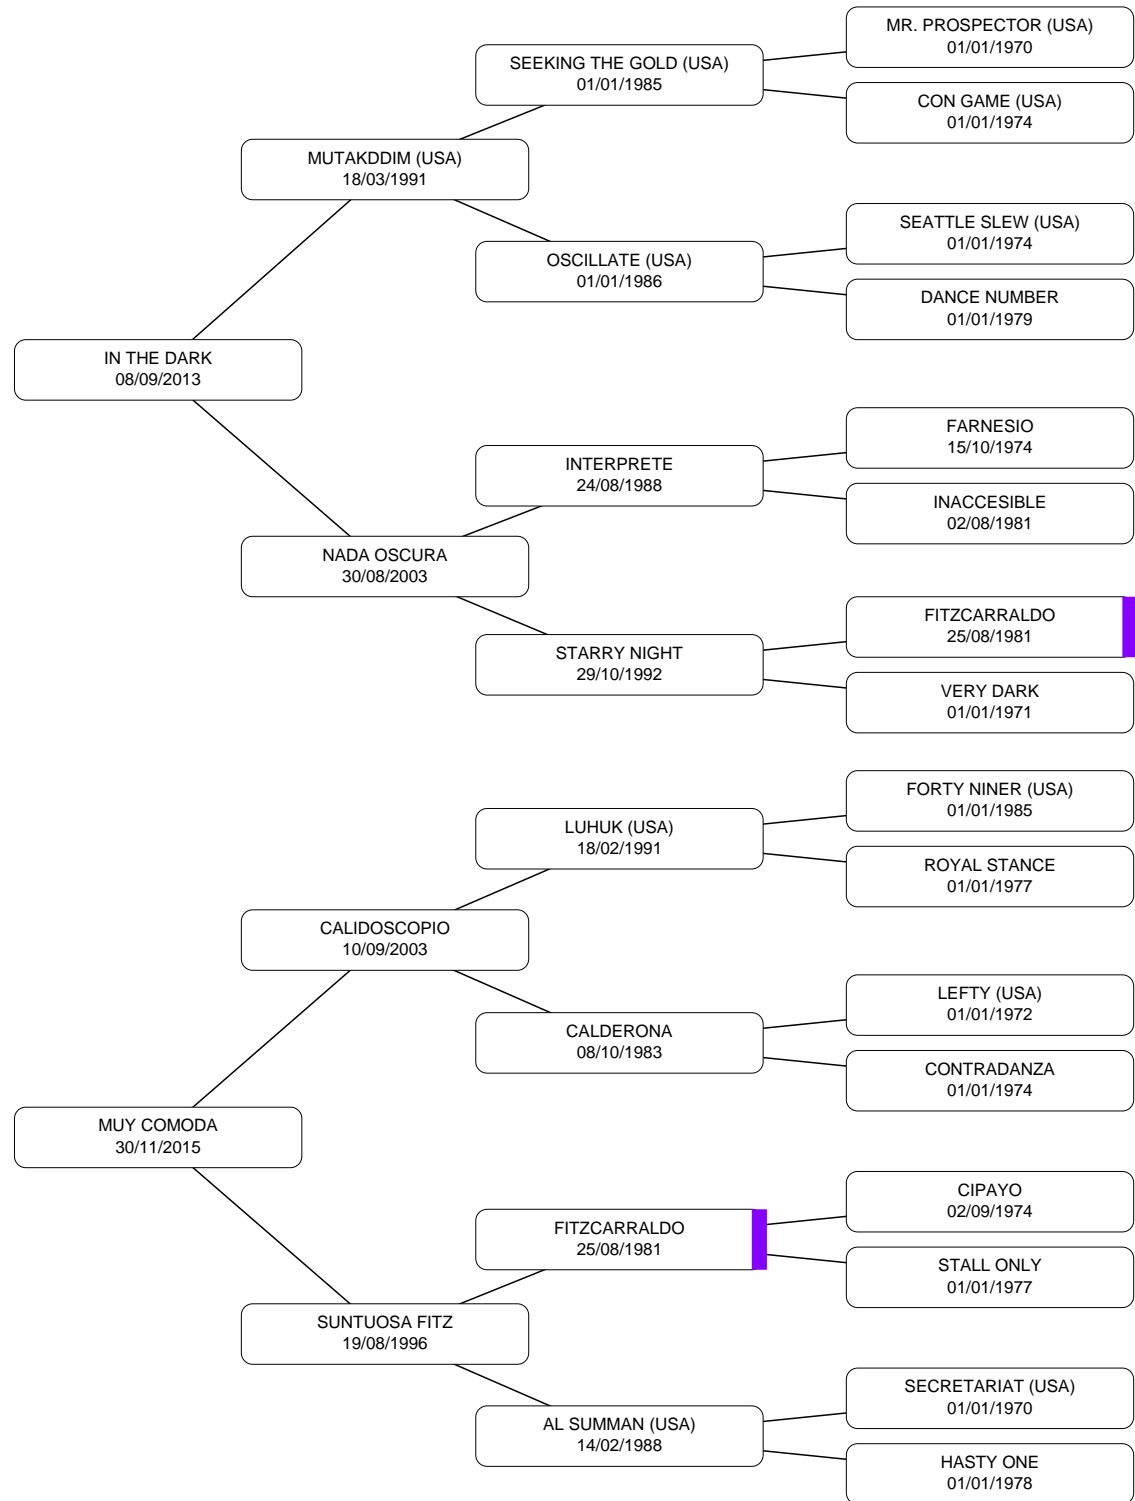 MR. PROSPECTOR (USA)
01/01/1970
SEEKING THE GOLD (USA)
01/01/1985
CON GAME (USA)
01/01/1974
MUTAKDDIM (USA)
18/03/1991
SEATTLE SLEW (USA)
01/01/1974
OSCILLATE (USA)
01/01/1986
DANCE NUMBER
01/01/1979
IN THE DARK
08/09/2013
FARNESIO
15/10/1974
INTERPRETE
24/08/1988
INACCESIBLE
02/08/1981
NADA OSCURA
30/08/2003
FITZCARRALDO
25/08/1981
STARRY NIGHT
29/10/1992
VERY DARK
01/01/1971
FORTY NINER (USA)
01/01/1985
LUHUK (USA)
18/02/1991
ROYAL STANCE
01/01/1977
CALIDOSCOPIO
10/09/2003
LEFTY (USA)
01/01/1972
CALDERONA
08/10/1983
CONTRADANZA
01/01/1974
MUY COMODA
30/11/2015
CIPAYO
02/09/1974
FITZCARRALDO
25/08/1981
STALL ONLY
01/01/1977
SUNTUOSA FITZ
19/08/1996
SECRETARIAT (USA)
01/01/1970
AL SUMMAN (USA)
14/02/1988
HASTY ONE
01/01/1978